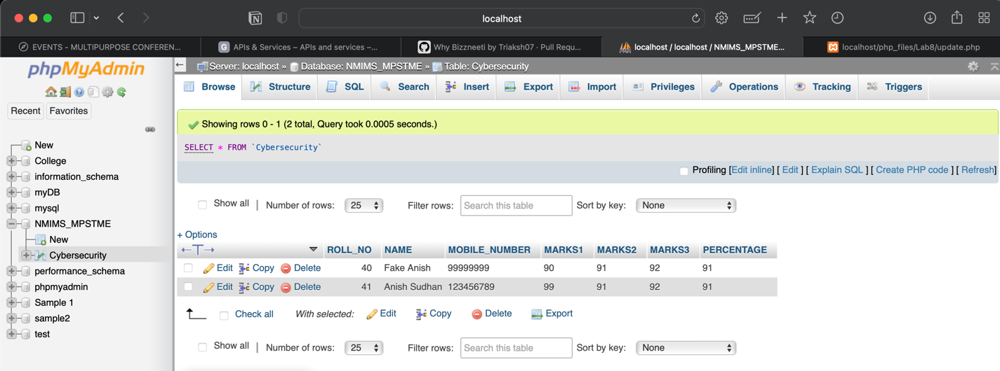 localhost
EVENTS - MULTIPURPOSE CONFEREN...
APIs & Services – APIs and services –...
Why Bizzneeti by Triaksh07 · Pull Requ...
localhost / localhost / NMIMS_MPSTME...
localhost/php_files/Lab8/update.php
phpMyAdmin
Recent Favorites
New
College
information_schema
myDB
mysql
NMIMS_MPSTME
New
Cybersecurity
performance_schema
phpmyadmin
Sample 1
sample2
test
Server: localhost » Database: NMIMS_MPSTME » Table: Cybersecurity
Browse Structure SQL Search Insert Export Import Privileges Operations Tracking Triggers
Showing rows 0 - 1 (2 total, Query took 0.0005 seconds.)
SELECT * FROM `Cybersecurity`
Profiling [Edit inline] [ Edit ] [ Explain SQL ] [ Create PHP code ] [ Refresh]
Show all | Number of rows: 25 Filter rows: Search this table Sort by key: None
+ Options
←T→ ROLL_NO NAME MOBILE_NUMBER MARKS1 MARKS2 MARKS3 PERCENTAGE
Edit Copy Delete 40 Fake Anish 99999999 90 91 92 91
Edit Copy Delete 41 Anish Sudhan 123456789 99 91 92 91
Check all With selected: Edit Copy Delete Export
Show all | Number of rows: 25 Filter rows: Search this table Sort by key: None